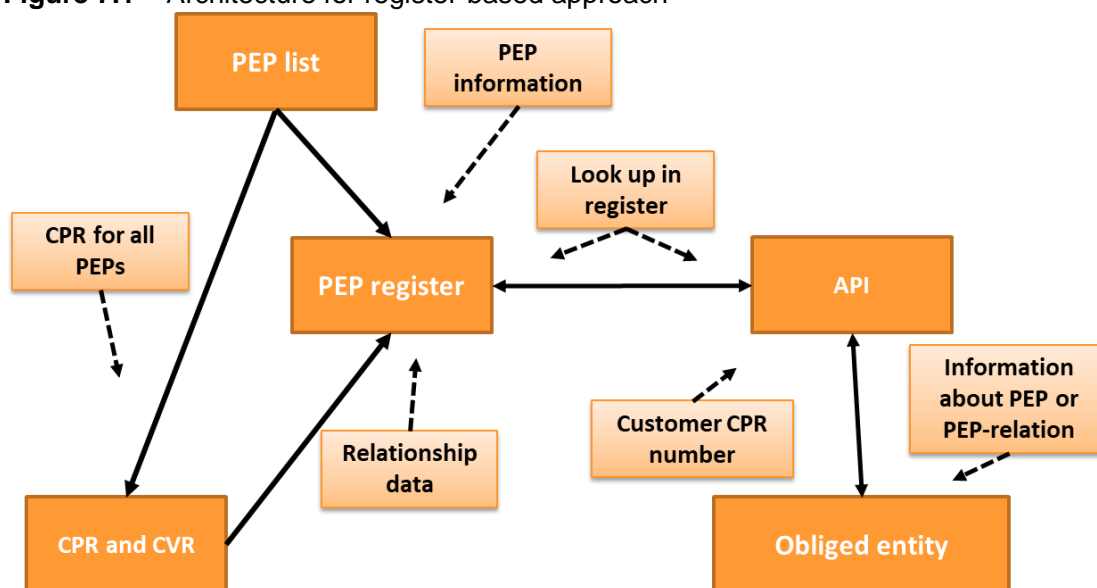 Architecture for register-based approach
PEP list
PEP
information
Look up in
register
CPR for all
PEPs
PEP register
API
Information
about PEP or
PEP-relation
Customer CPR
number
Relationship
data
CPR and CVR
Obliged entity